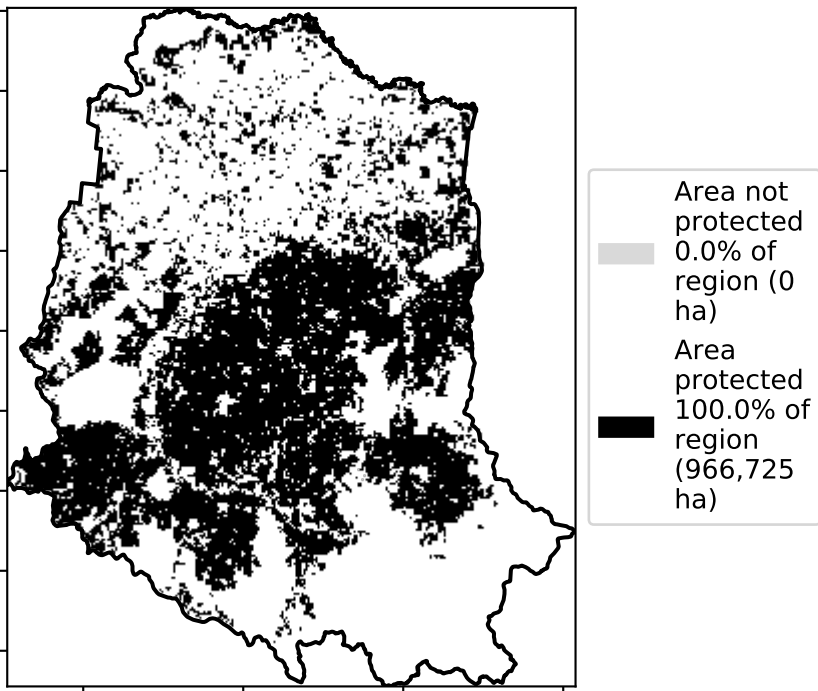 Area not
protected
0.0% of
region (0
ha)
Area
protected
100.0% of
region
(966,725
ha)